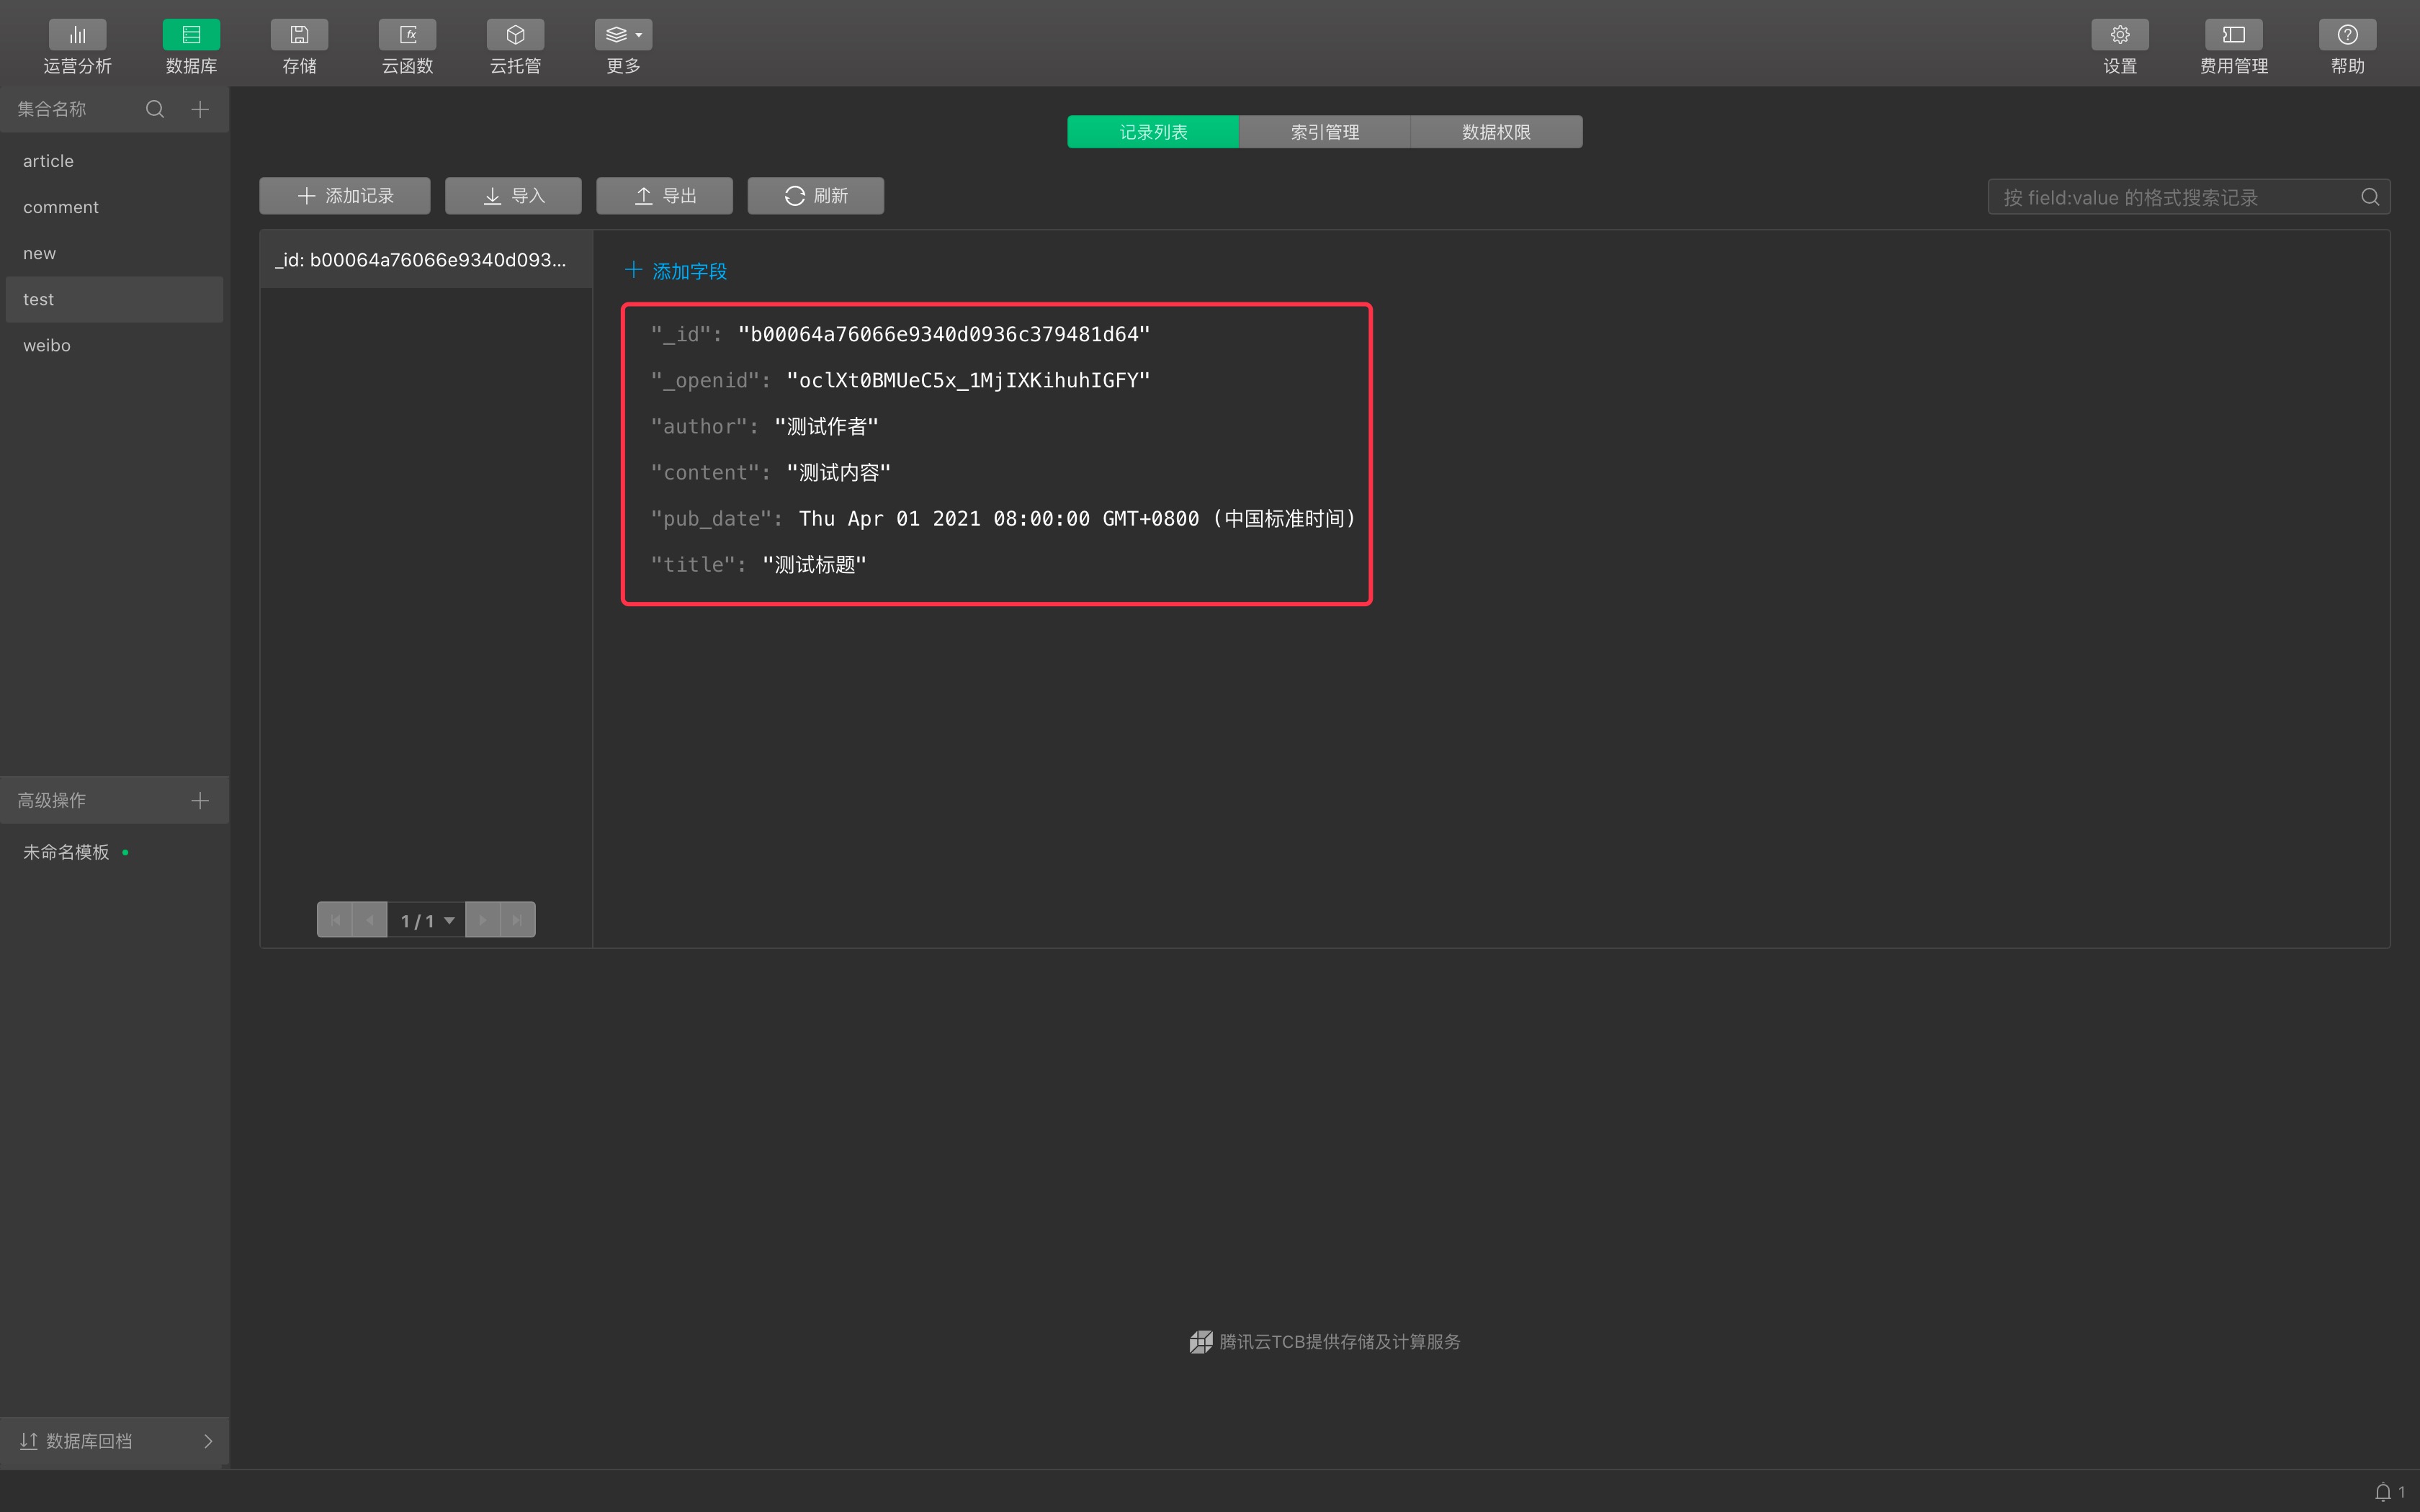 运营分析 数据库 存储 云函数 云托管 更多 设置 费用管理 帮助
集合名称
article
comment
new
test
weibo
高级操作
未命名模板
数据库回档
记录列表 索引管理 数据权限
添加记录 导入 导出 刷新 按 field:value 的格式搜索记录
_id: b00064a76066e9340d093...
1 / 1
添加字段
"_id": "b00064a76066e9340d0936c379481d64"
"_openid": "oclXt0BMUeC5x_1MjIXKihuhIGFY"
"author": "测试作者"
"content": "测试内容"
"pub_date": Thu Apr 01 2021 08:00:00 GMT+0800 (中国标准时间)
"title": "测试标题"
腾讯云TCB提供存储及计算服务
1